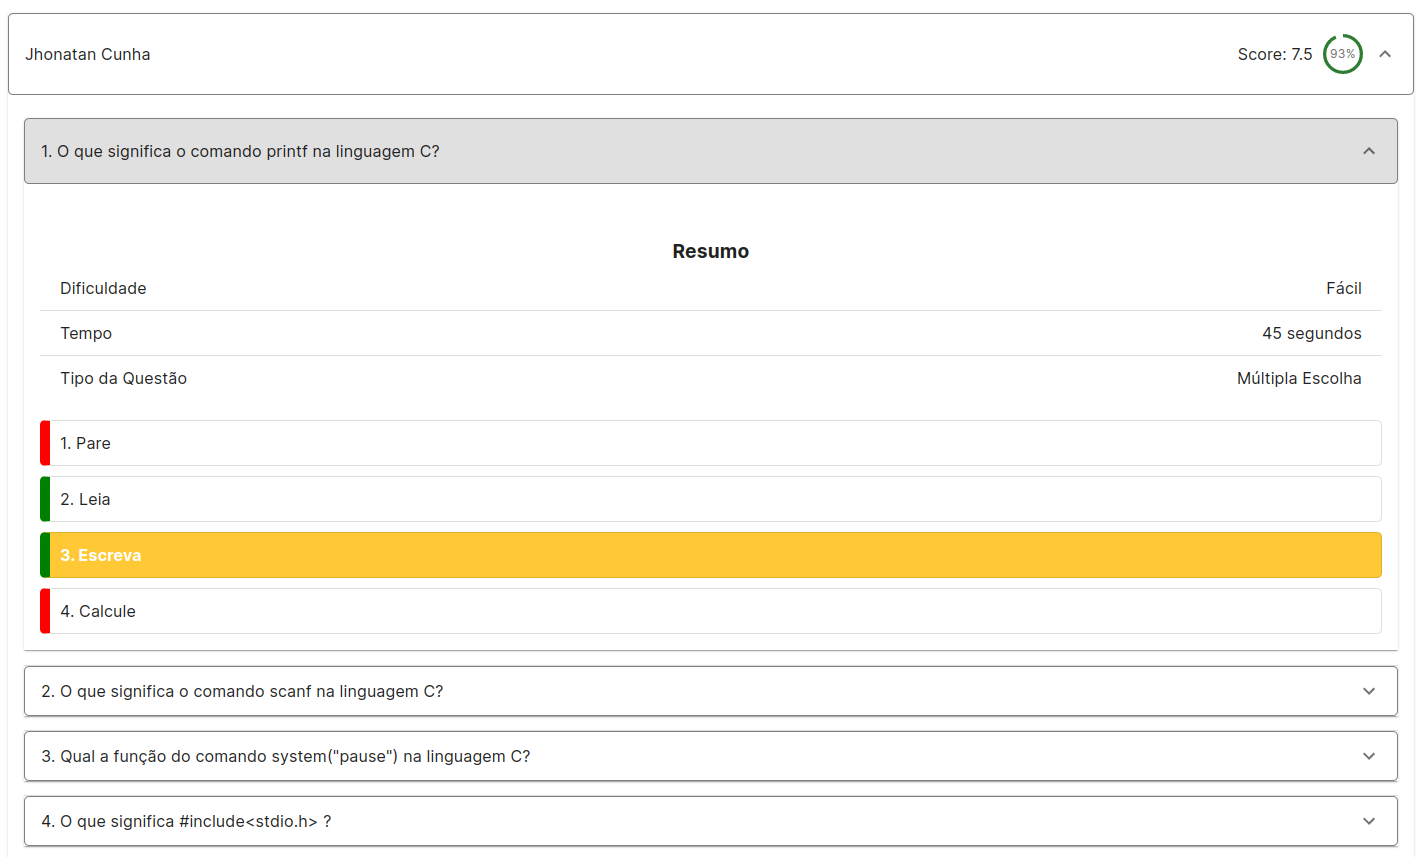 Jhonatan Cunha
Score: 7.5
93%
1. O que significa o comando printf na linguagem C?
Resumo
Dificuldade Fácil
Tempo 45 segundos
Tipo da Questão Múltipla Escolha
1. Pare
2. Leia
3. Escreva
4. Calcule
2. O que significa o comando scanf na linguagem C?
3. Qual a função do comando system("pause") na linguagem C?
4. O que significa #include<stdio.h> ?